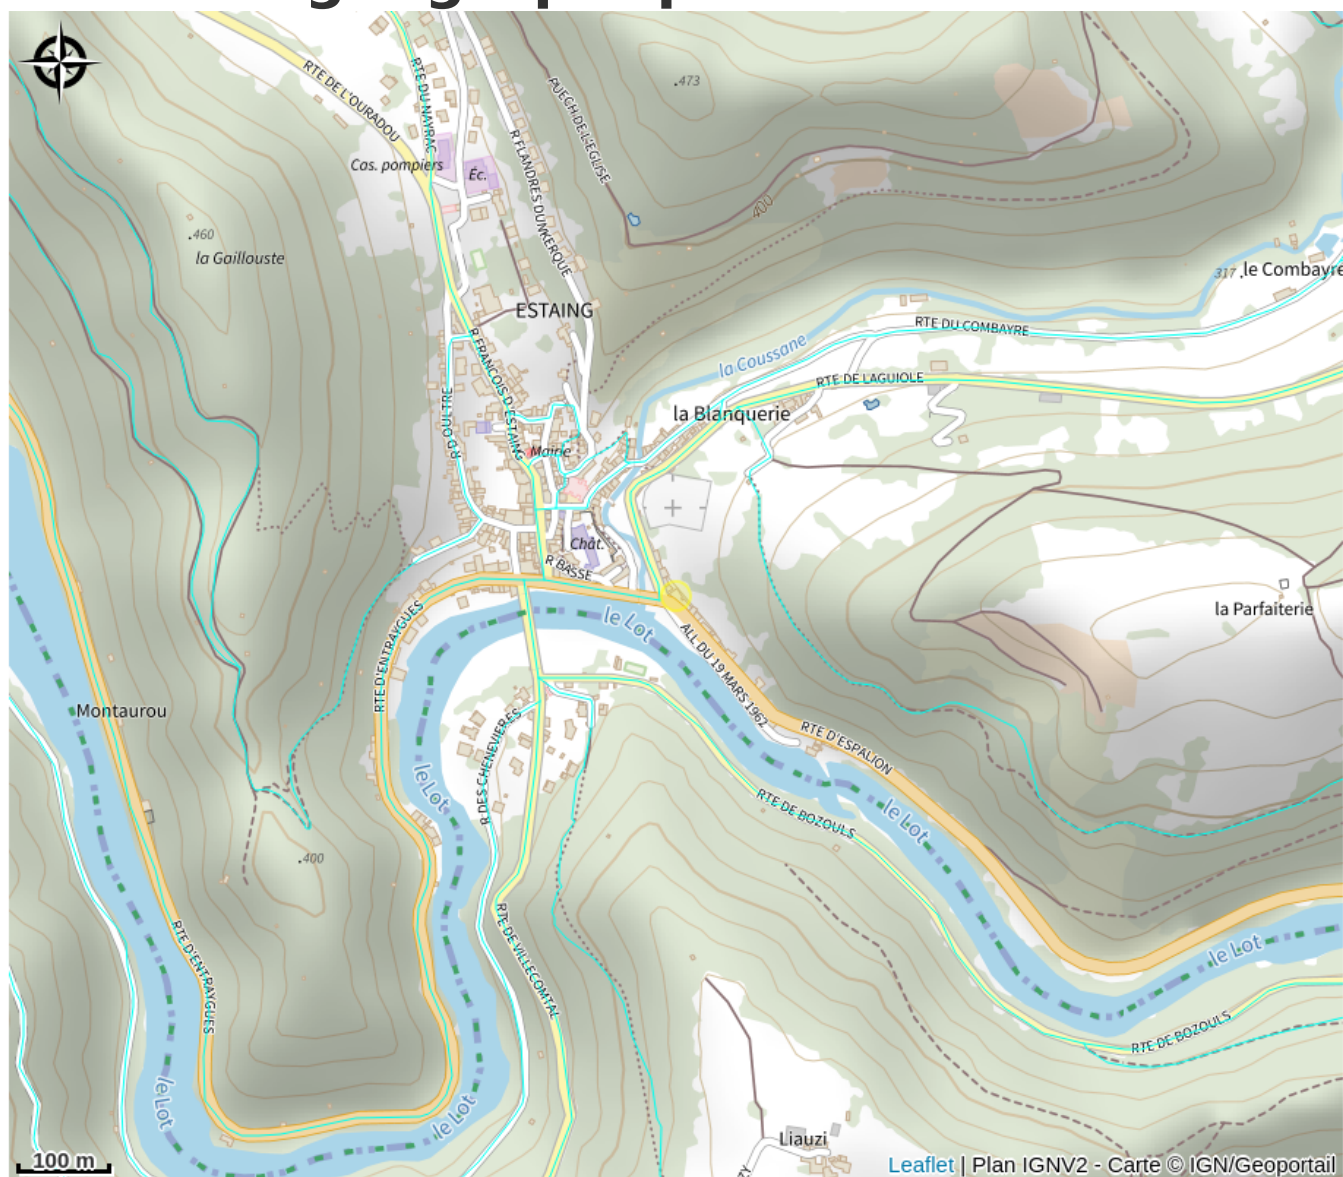 RTE DE L'OURADOU
RTE DU NAYRAC
PUECH DE L'EGLISE
.473
R FLANDRES DUNKERQUE
Cas. pompiers
Éc.
400
.460
la Gaillouste
317
le Combayre
ESTAING
RTE DU COMBAYRE
la Coussane
R FRANCOIS D'ESTAING
RTE DE LAGUIOLE
R D OULTRE
la Blanquerie
Mairie
Chât.
R BASSE
le Lot
RTE D'ENTRAYGUES
la Parfaiterie
ALL DU 19 MARS 1962
Montaurou
R DES CHENEVIERES
RTE D'ESPALION
le Lot
RTE DE BOZOULS
le Lot
.400
RTE DE VILLECOMTAL
RTE D'ENTRAYGUES
le Lot
RTE DE BOZOULS
le Lot
le Lot
Liauzi
ZY
100 m
Leaflet | Plan IGNV2 - Carte © IGN/Geoportail